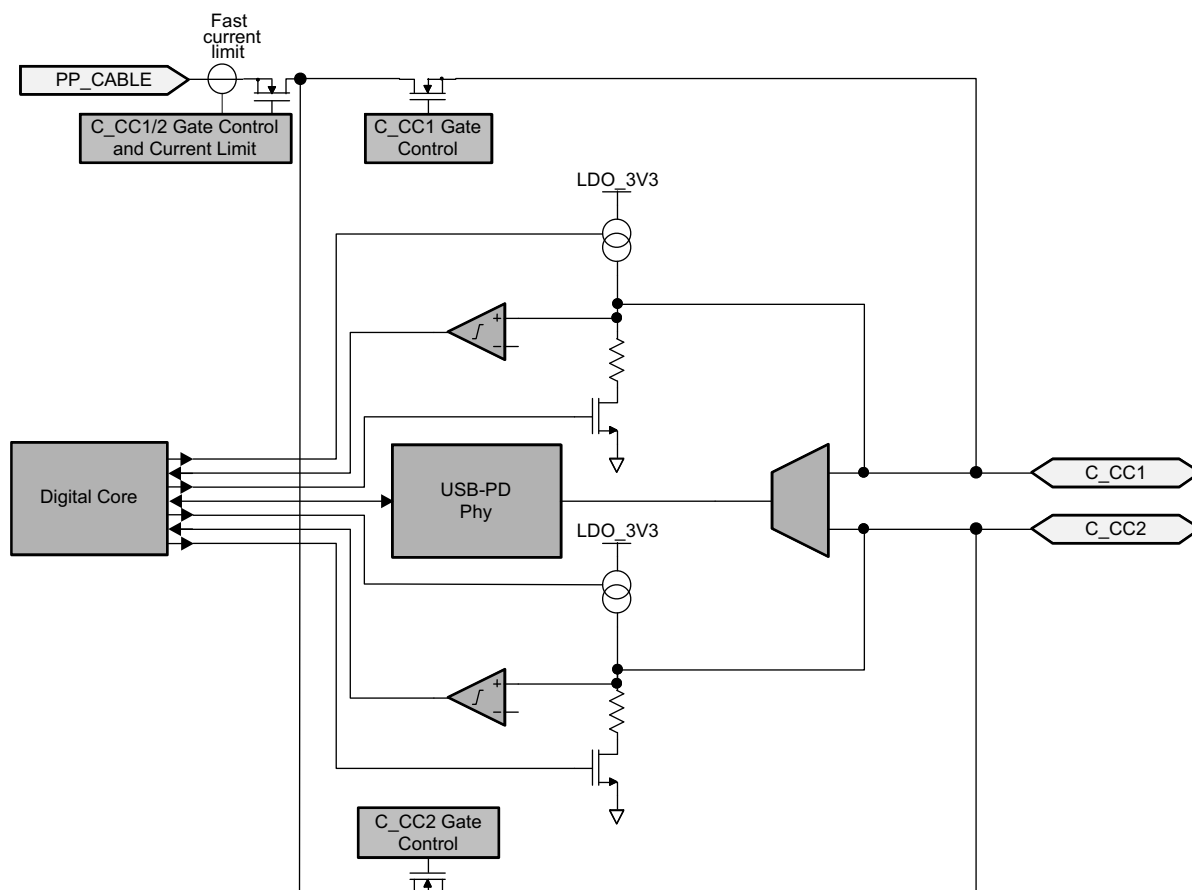 Fast
current
limit
PP_CABLE
C_CC1/2 Gate Control
and Current Limit
C_CC1 Gate
Control
LDO_3V3
+
−
Digital Core
USB-PD
Phy
C_CC1
C_CC2
LDO_3V3
+
−
C_CC2 Gate
Control